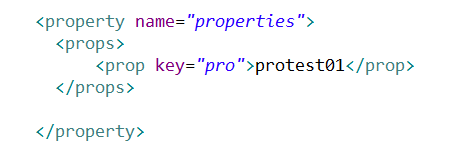 <property name="properties">
<props>
<prop key="pro">protest01</prop>
</props>
</property>